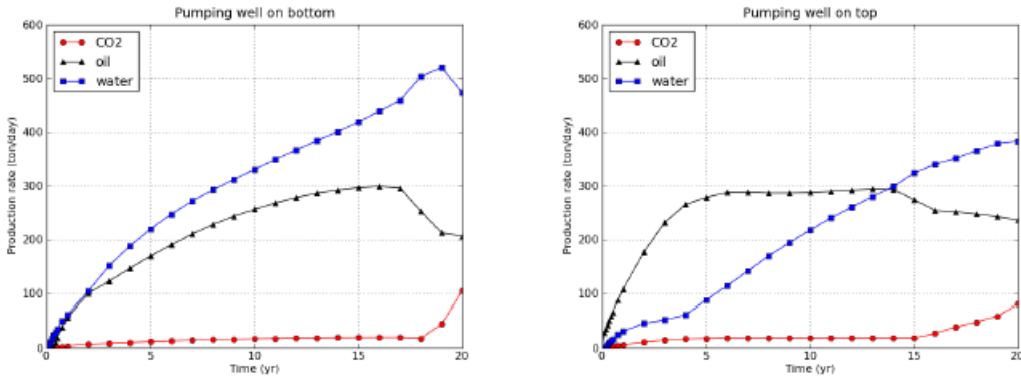 Pumping well on bottom
600
500
400
300
200
100
0
Production rate (ton/day)
CO2
oil
water
0 5 10 15 20
Time (yr)
Pumping well on top
600
500
400
300
200
100
0
Production rate (ton/day)
CO2
oil
water
0 5 10 15 20
Time (yr)